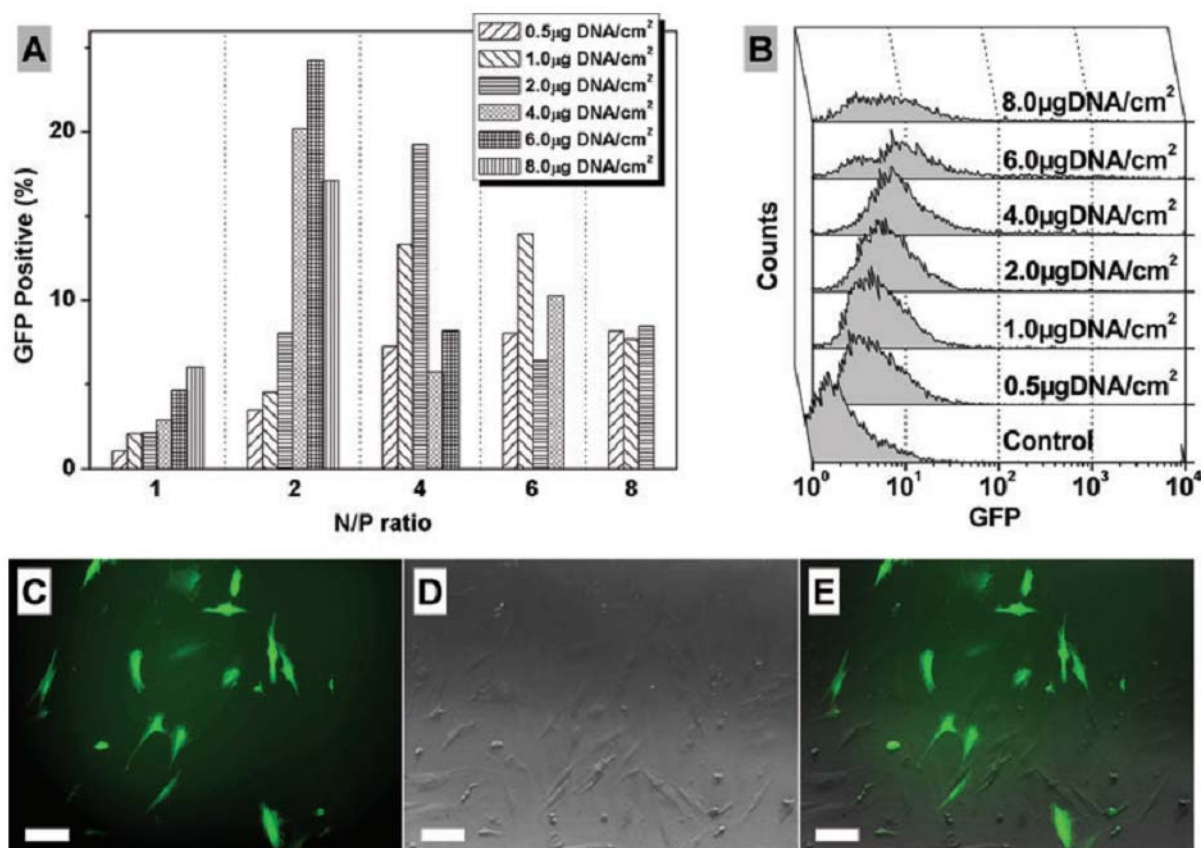 A
0.5µg DNA/cm²
1.0µg DNA/cm²
2.0µg DNA/cm²
4.0µg DNA/cm²
6.0µg DNA/cm²
8.0µg DNA/cm²
GFP Positive (%)
20
10
0
1 2 4 6 8
N/P ratio
B
Counts
8.0µgDNA/cm²
6.0µgDNA/cm²
4.0µgDNA/cm²
2.0µgDNA/cm²
1.0µgDNA/cm²
0.5µgDNA/cm²
Control
10⁰ 10¹ 10² 10³ 10⁴
GFP
C
D
E